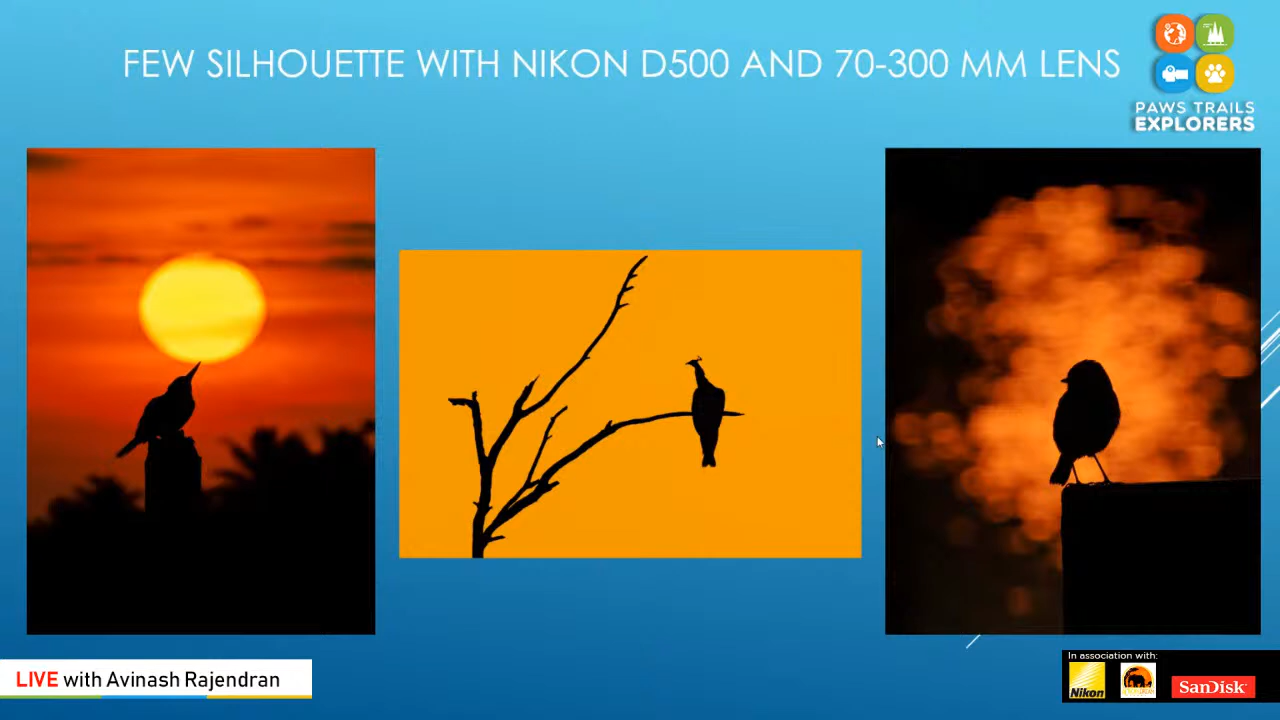 FEW SILHOUETTE WITH NIKON D500 AND 70-300 MM LENS
PAWS TRAILS
EXPLORERS
LIVE with Avinash Rajendran
In association with:
Nikon
SanDisk